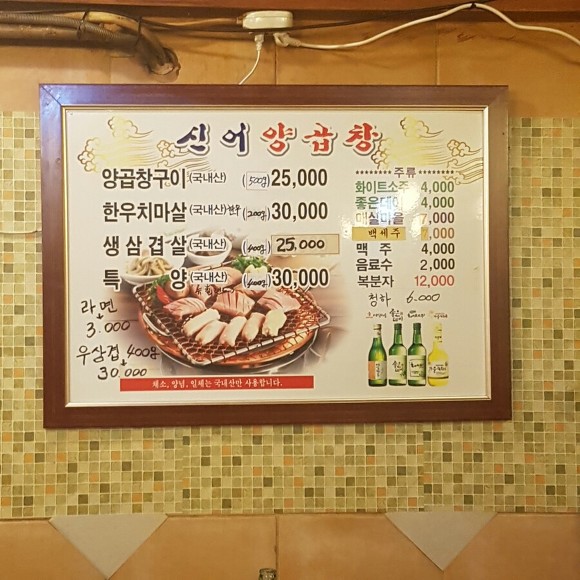 신어양곱창
양곱창구이(국내산) (500g) 25,000
한우치마살(국내산)한우 (200g) 30,000
생삼겹살(국내산) (400g) 25,000
특 양(국내산) (400g) 30,000
라면
3.000
우삼겹 400g
30.000
채소, 양념, 일체는 국내산만 사용합니다.
******** 주류 ********
화이트소주 4,000
좋은데이 4,000
매실마을 7,000
백세주 7,000
맥 주 4,000
음료수 2,000
복분자 12,000
청하 6.000